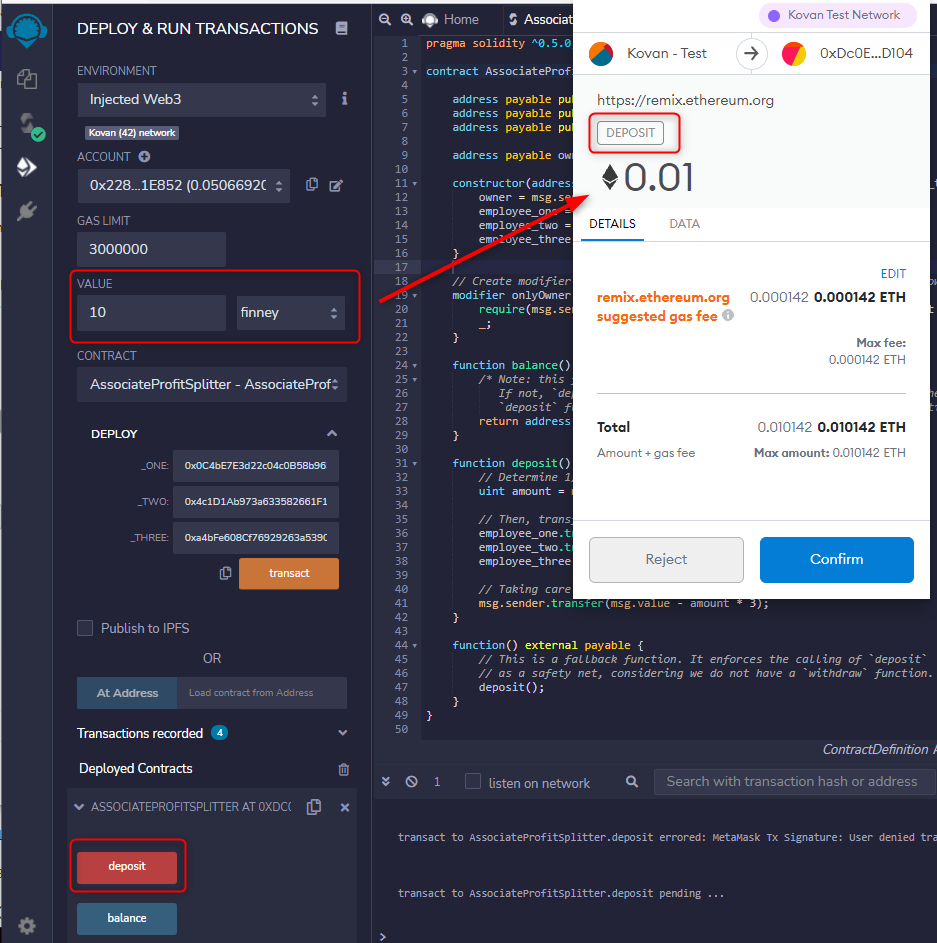 DEPLOY & RUN TRANSACTIONS
ENVIRONMENT
Injected Web3
Kovan (42) network
ACCOUNT
0x228...1E852 (0.0506692
GAS LIMIT
3000000
VALUE
10
finney
CONTRACT
AssociateProfitSplitter - AssociateProf
DEPLOY
_ONE:
0x0C4bE7E3d22c04c0B58b96
_TWO:
0x4c1D1Ab973a633582661F1
_THREE:
0xa4bFe608Cf76929263a5390
transact
Publish to IPFS
OR
At Address
Load contract from Address
Transactions recorded 4
Deployed Contracts
ASSOCIATEPROFITSPLITTER AT 0XDC
deposit
balance
Home
Associat
1 pragma solidity ^0.5.0
2
3 contract AssociateProf
4
5 address payable pu
6 address payable pu
7 address payable pu
8
9 address payable ow
10
11 constructor(addres
12 owner = msg.se
13 employee_one =
14 employee_two =
15 employee_three
16 }
17
18 // Create modifier
19 modifier onlyOwner
20 require(msg.se
21 _;
22 }
23
24 function balance()
25 /* Note: this
26 If not, `de
27 `deposit` f
28 return address
29 }
30
31 function deposit()
32 // Determine 1
33 uint amount =
34
35 // Then, trans
36 employee_one.t
37 employee_two.t
38 employee_three
39
40 // Taking care
41 msg.sender.transfer(msg.value - amount * 3);
42 }
43
44 function() external payable {
45 // This is a fallback function. It enforces the calling of `deposit`
46 // as a safety net, considering we do not have a `withdraw` function.
47 deposit();
48 }
49 }
50
ContractDefinition
1
listen on network
Search with transaction hash or address
transact to AssociateProfitSplitter.deposit errored: MetaMask Tx Signature: User denied tra
transact to AssociateProfitSplitter.deposit pending ...
>
Kovan Test Network
Kovan - Test
0xDc0E...D104
https://remix.ethereum.org
DEPOSIT
0.01
DETAILS
DATA
EDIT
remix.ethereum.org 0.000142 0.000142 ETH
suggested gas fee
Max fee:
0.000142 ETH
Total 0.010142 0.010142 ETH
Amount + gas fee Max amount: 0.010142 ETH
Reject
Confirm